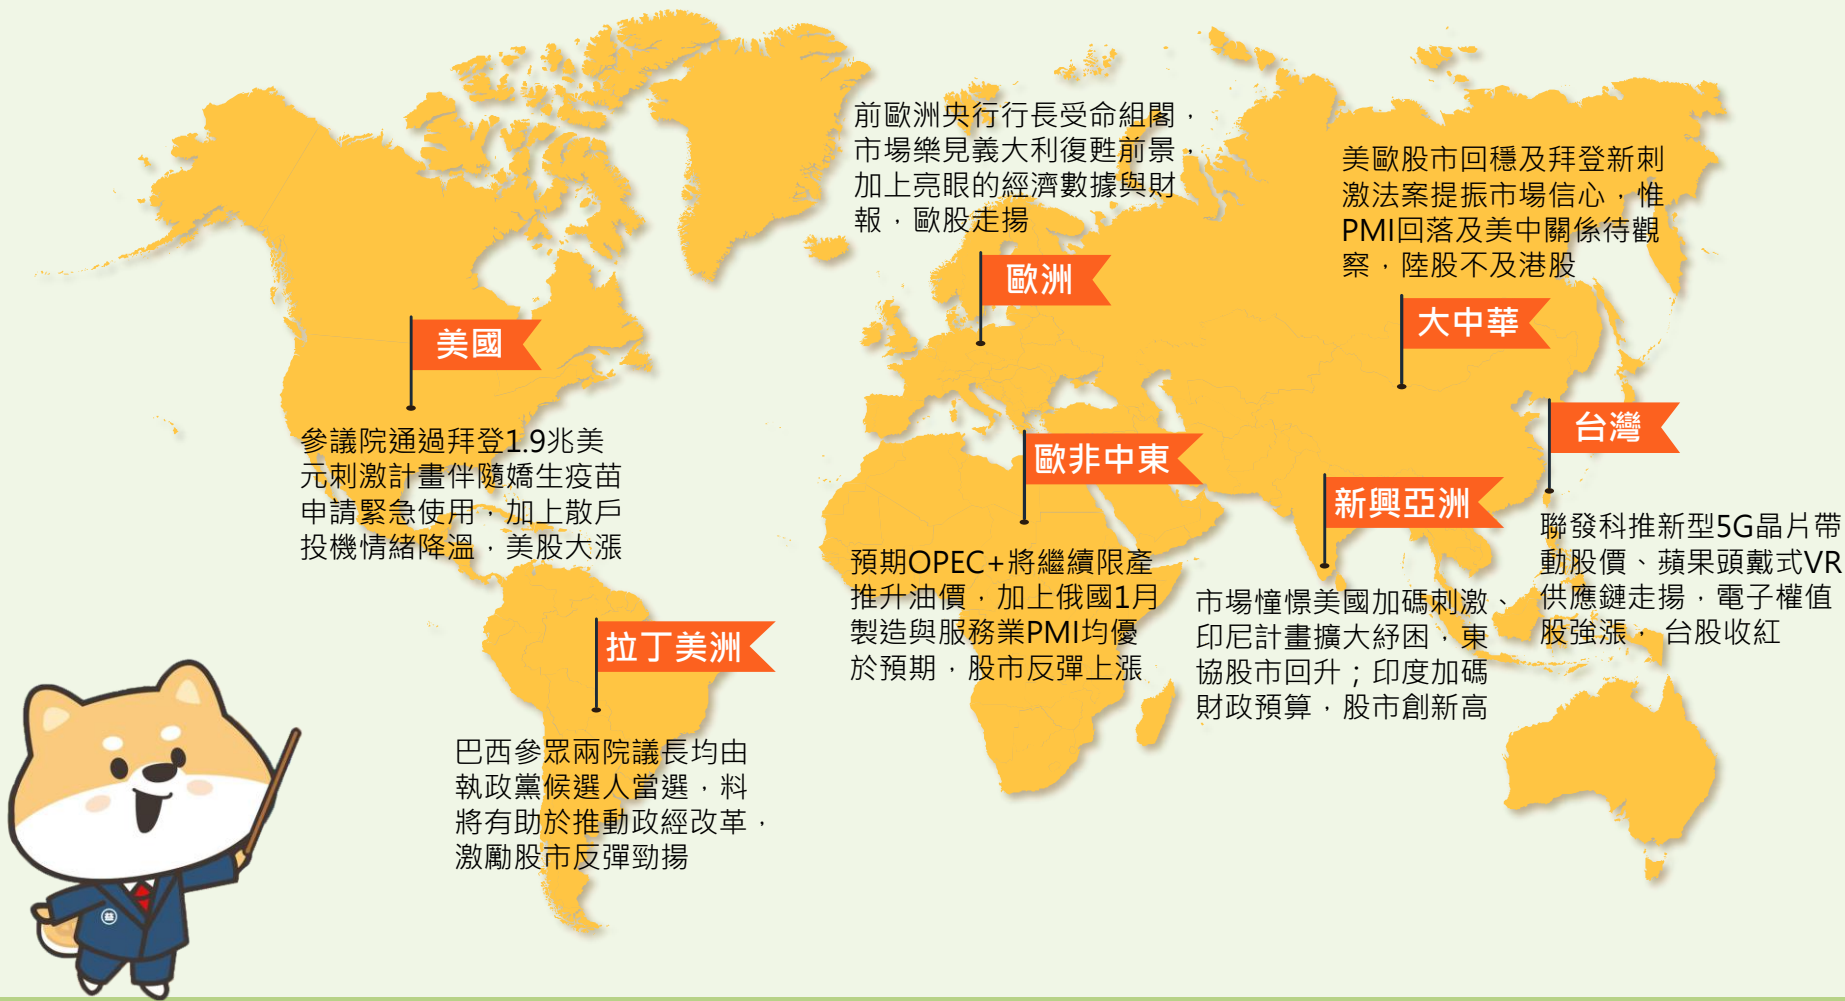 美國
參議院通過拜登1.9兆美
元刺激計畫伴隨嬌生疫苗
申請緊急使用，加上散戶
投機情緒降溫，美股大漲
拉丁美洲
巴西參眾兩院議長均由
執政黨候選人當選，料
將有助於推動政經改革，
激勵股市反彈勁揚
前歐洲央行行長受命組閣，
市場樂見義大利復甦前景，
加上亮眼的經濟數據與財
報，歐股走揚
歐洲
歐非中東
預期OPEC+將繼續限產
推升油價，加上俄國1月
製造與服務業PMI均優
於預期，股市反彈上漲
美歐股市回穩及拜登新刺
激法案提振市場信心，惟
PMI回落及美中關係待觀
察，陸股不及港股
大中華
新興亞洲
市場憧憬美國加碼刺激、
印尼計畫擴大紓困，東
協股市回升；印度加碼
財政預算，股市創新高
台灣
聯發科推新型5G晶片帶
動股價、蘋果頭戴式VR
供應鏈走揚，電子權值
股強漲， 台股收紅